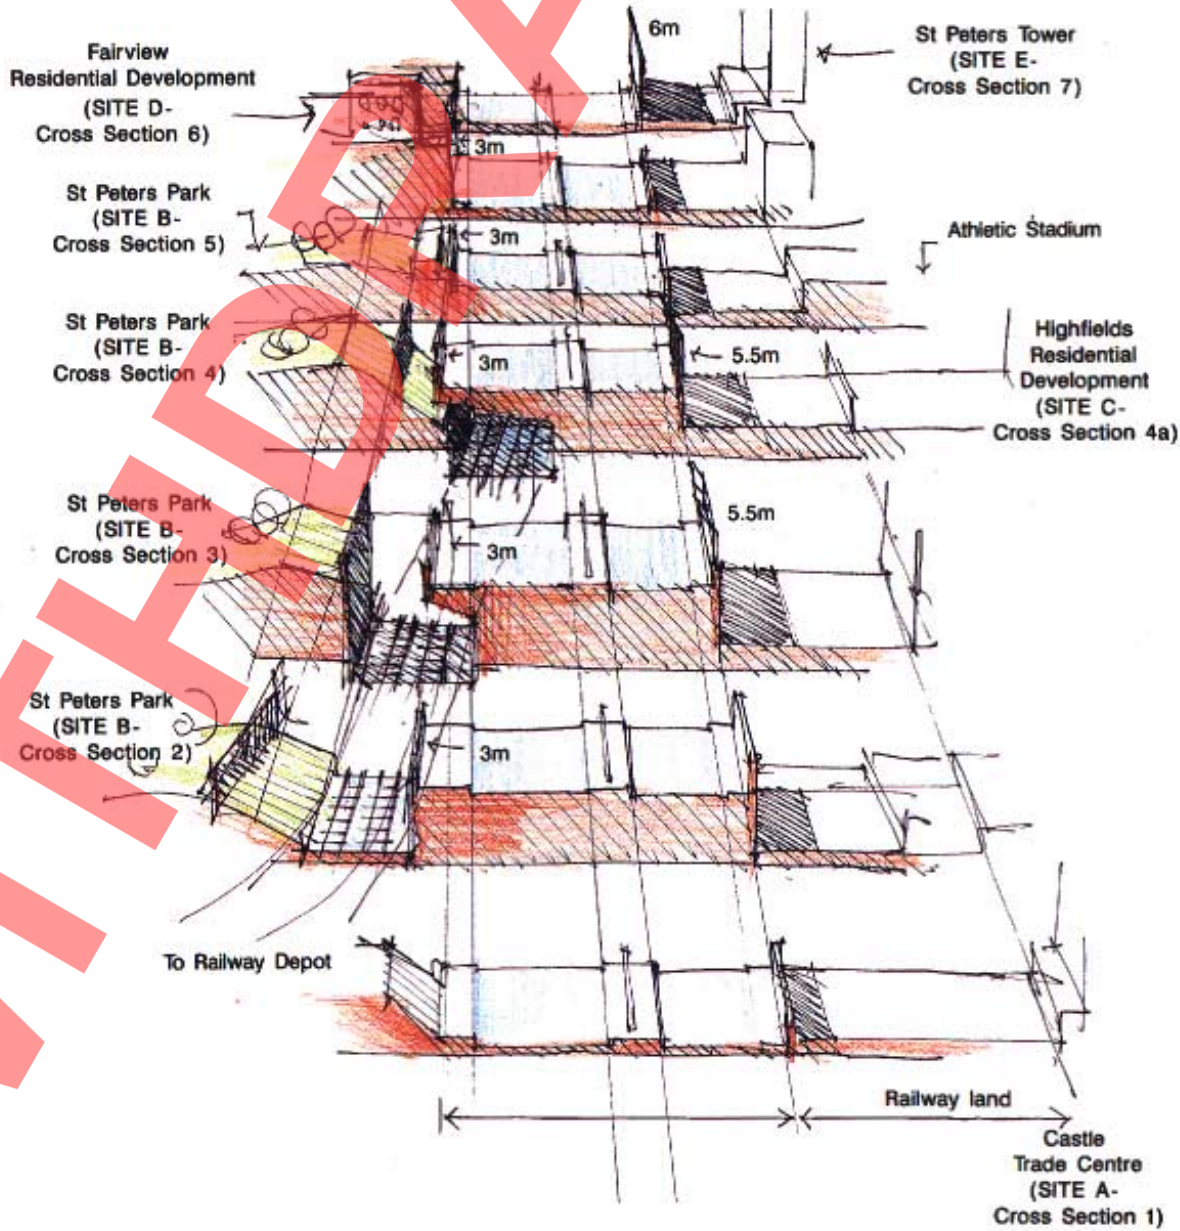 6m
St Peters Tower
(SITE E-
Cross Section 7)
Fairview
Residential Development
(SITE D-
Cross Section 6)
3m
St Peters Park
(SITE B-
Cross Section 5)
3m
Athletic Stadium
St Peters Park
(SITE B-
Cross Section 4)
3m
5.5m
Highfields
Residential
Development
(SITE C-
Cross Section 4a)
St Peters Park
(SITE B-
Cross Section 3)
3m
5.5m
St Peters Park
(SITE B-
Cross Section 2)
3m
To Railway Depot
Railway land
Castle
Trade Centre
(SITE A-
Cross Section 1)